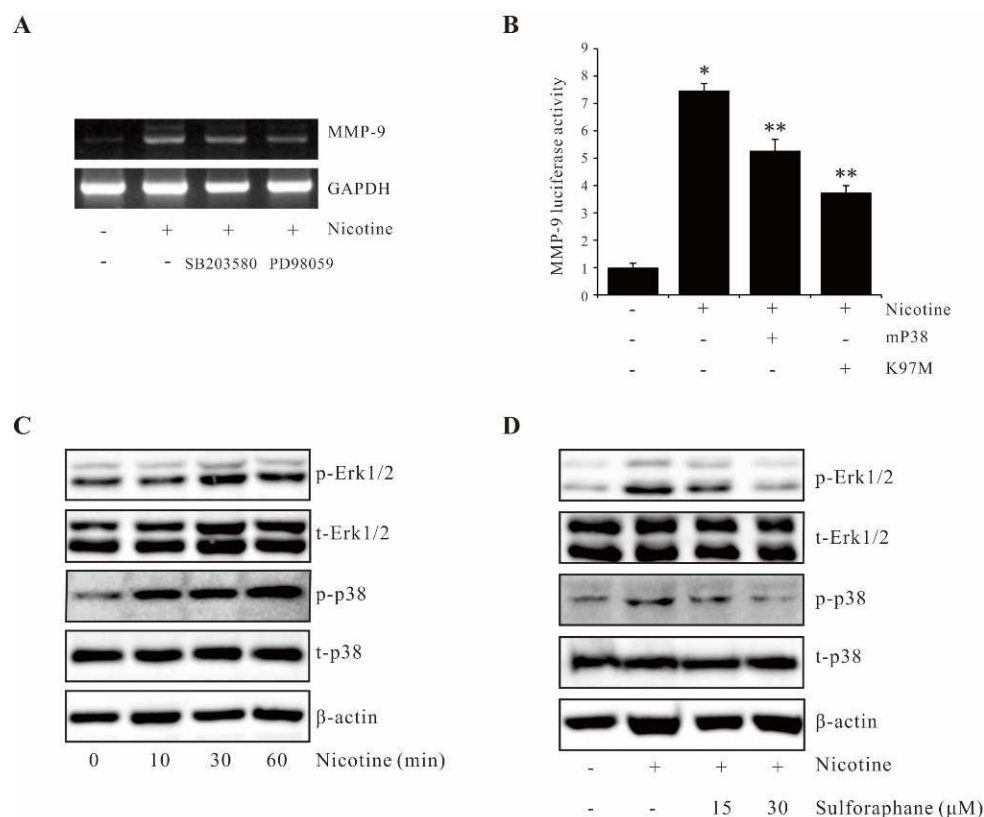 A
MMP-9
GAPDH
- + + + Nicotine
- - SB203580 PD98059
B
MMP-9 luciferase activity
9
8
7
6
5
4
3
2
1
0
*
**
**
- + + + Nicotine
- - + - mP38
- - - + K97M
C
p-Erk1/2
t-Erk1/2
p-p38
t-p38
β-actin
0 10 30 60 Nicotine (min)
D
p-Erk1/2
t-Erk1/2
p-p38
t-p38
β-actin
- + + + Nicotine
- - 15 30 Sulforaphane (μM)